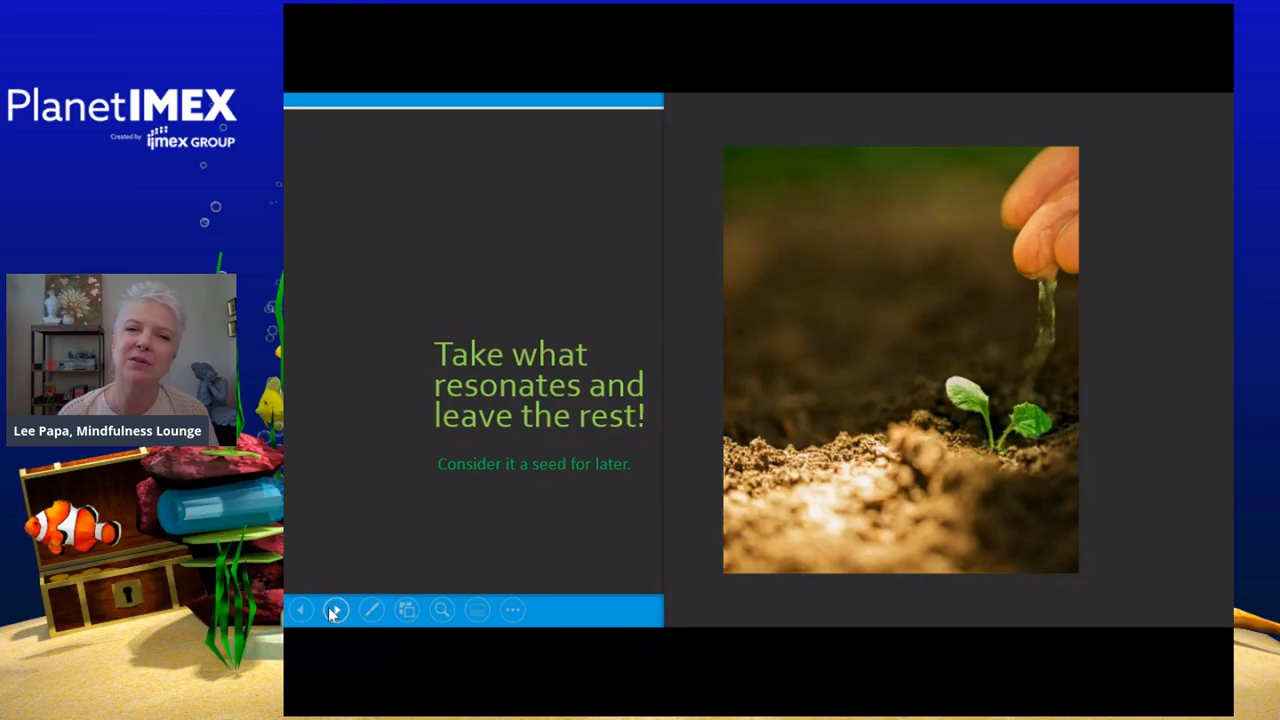 PlanetIMEX
Created by imex GROUP
Take what
resonates and
leave the rest!
Consider it a seed for later.
Lee Papa, Mindfulness Lounge